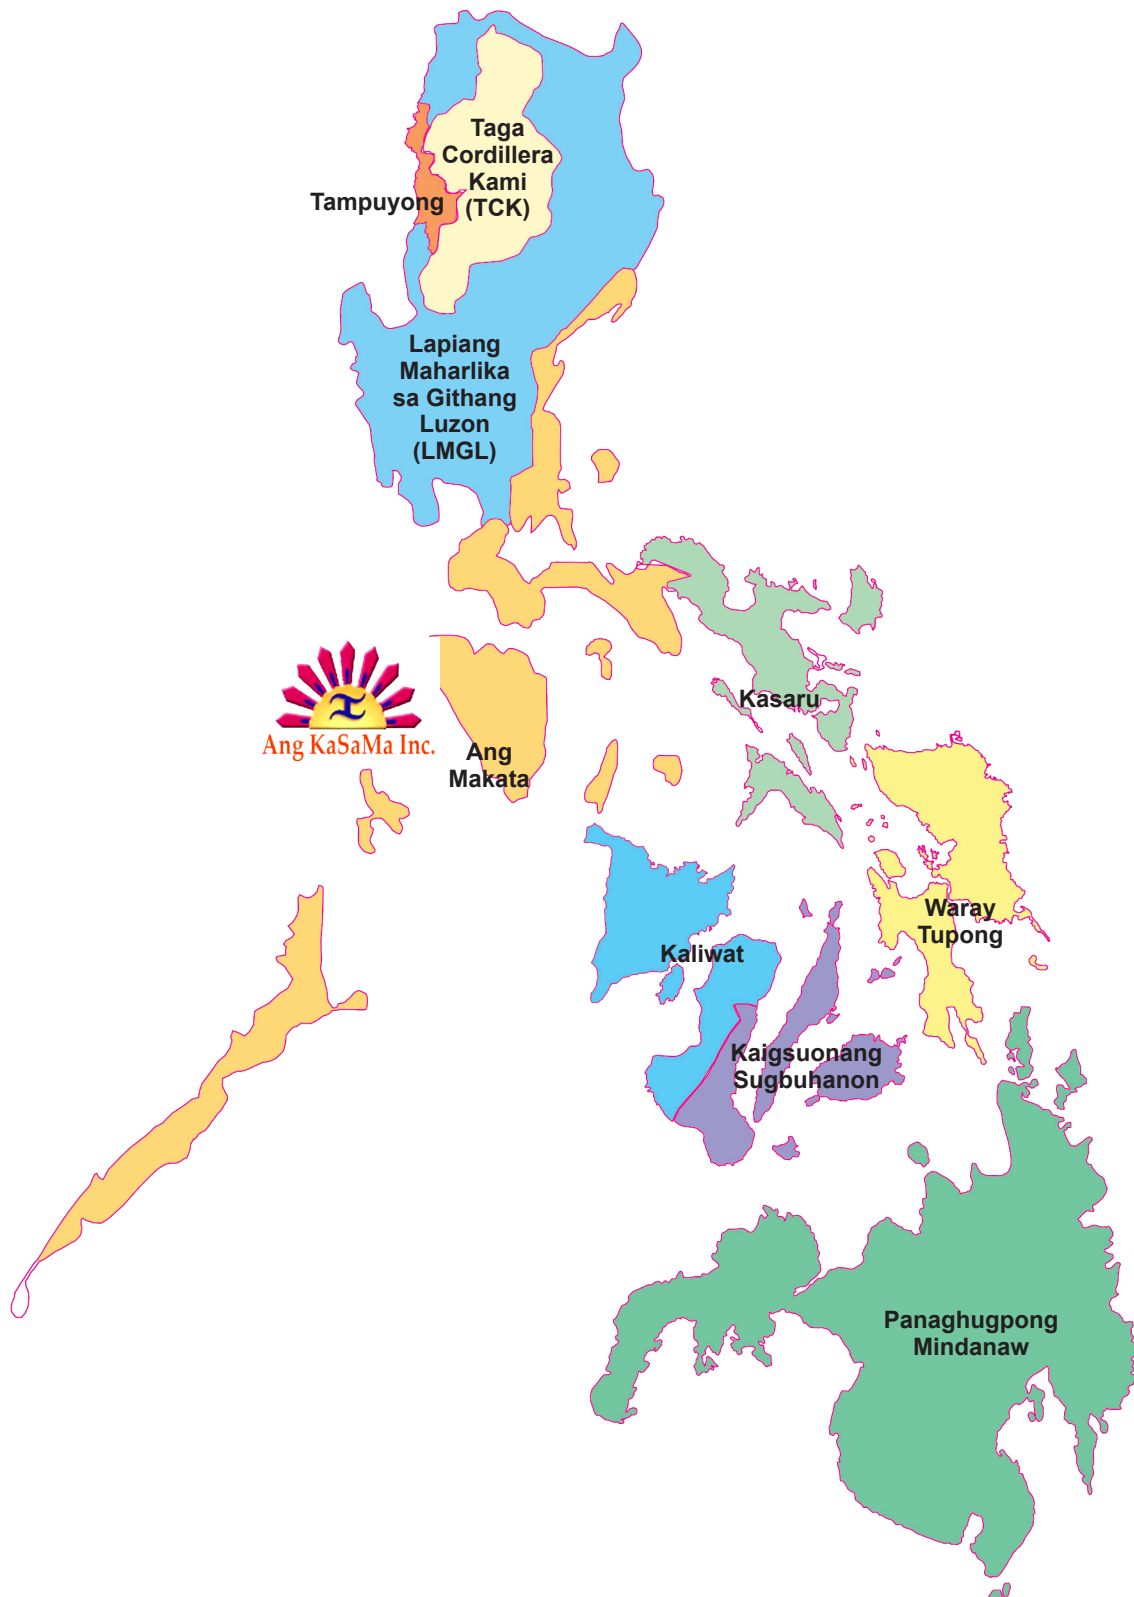 Taga
Cordillera
Kami
(TCK)
Tampuyong
Lapiang
Maharlika
sa Githang
Luzon
(LMGL)
Kasaru
Ang KaSaMa Inc.
Ang
Makata
Waray
Tupong
Kaliwat
Kaigsuonang
Sugbuhanon
Panaghugpong
Mindanaw